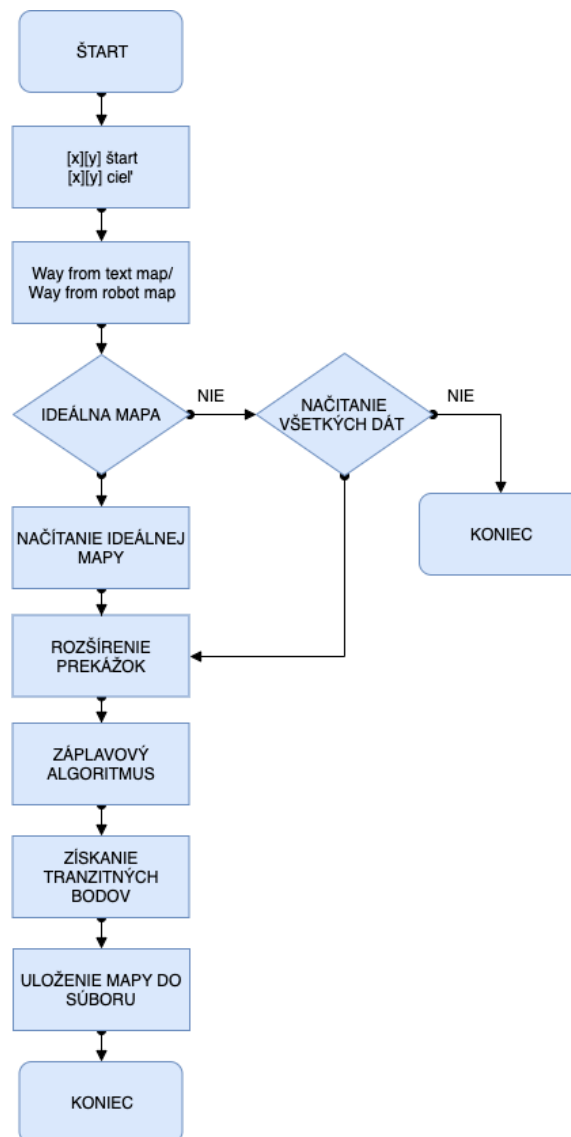 ŠTART
[x][y] štart
[x][y] cieľ
Way from text map/
Way from robot map
IDEÁLNA MAPA
NIE
NAČITANIE
VŠETKÝCH DÁT
NIE
NAČÍTANIE IDEÁLNEJ
MAPY
KONIEC
ROZŠÍRENIE
PREKÁŽOK
ZÁPLAVOVÝ
ALGORITMUS
ZÍSKANIE
TRANZITNÝCH
BODOV
ULOŽENIE MAPY DO
SÚBORU
KONIEC